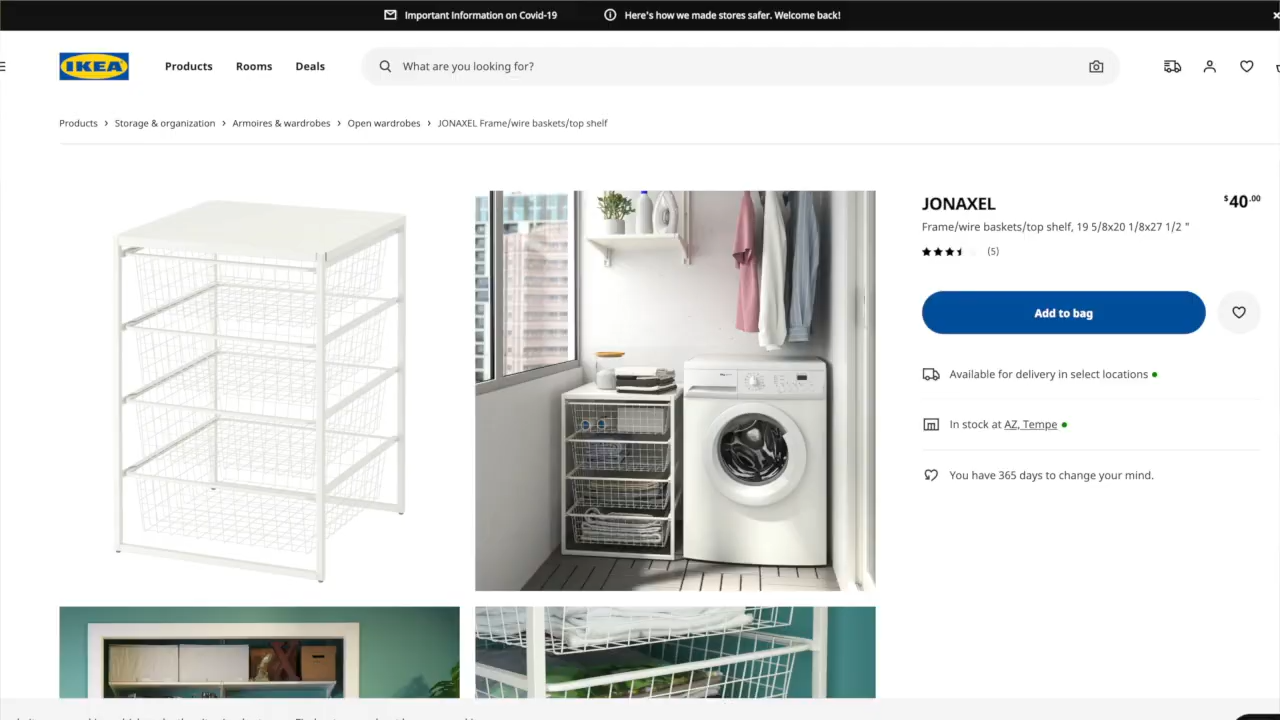 Important Information on Covid-19
Here's how we made stores safer. Welcome back!
IKEA
Products
Rooms
Deals
What are you looking for?
Products > Storage & organization > Armoires & wardrobes > Open wardrobes > JONAXEL Frame/wire baskets/top shelf
JONAXEL
$40.00
Frame/wire baskets/top shelf, 19 5/8x20 1/8x27 1/2 "
(5)
Add to bag
Available for delivery in select locations
In stock at AZ, Tempe
You have 365 days to change your mind.